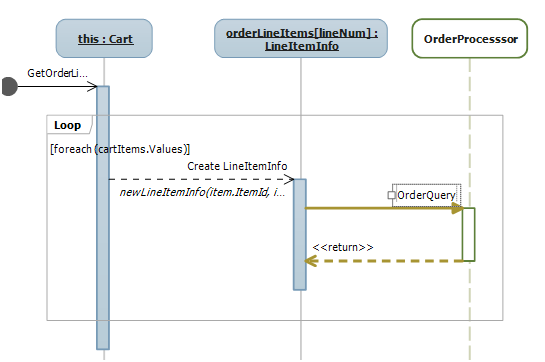 this : Cart
orderLineItems[lineNum] :
LineItemInfo
OrderProcesssor
GetOrderLi...
Loop
[foreach (cartItems.Values)]
Create LineItemInfo
newLineItemInfo(item.ItemId, i...
OrderQuery
<<return>>